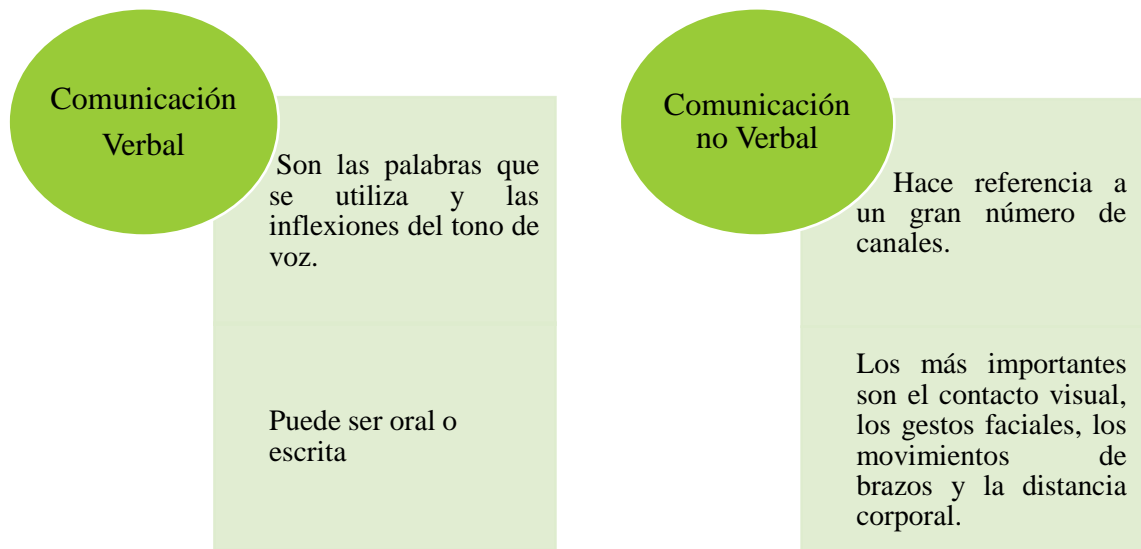 Comunicación
Verbal
Son las palabras que
se utiliza y las
inflexiones del tono de
voz.
Puede ser oral o
escrita
Comunicación
no Verbal
Hace referencia a
un gran número de
canales.
Los más importantes
son el contacto visual,
los gestos faciales, los
movimientos de
brazos y la distancia
corporal.